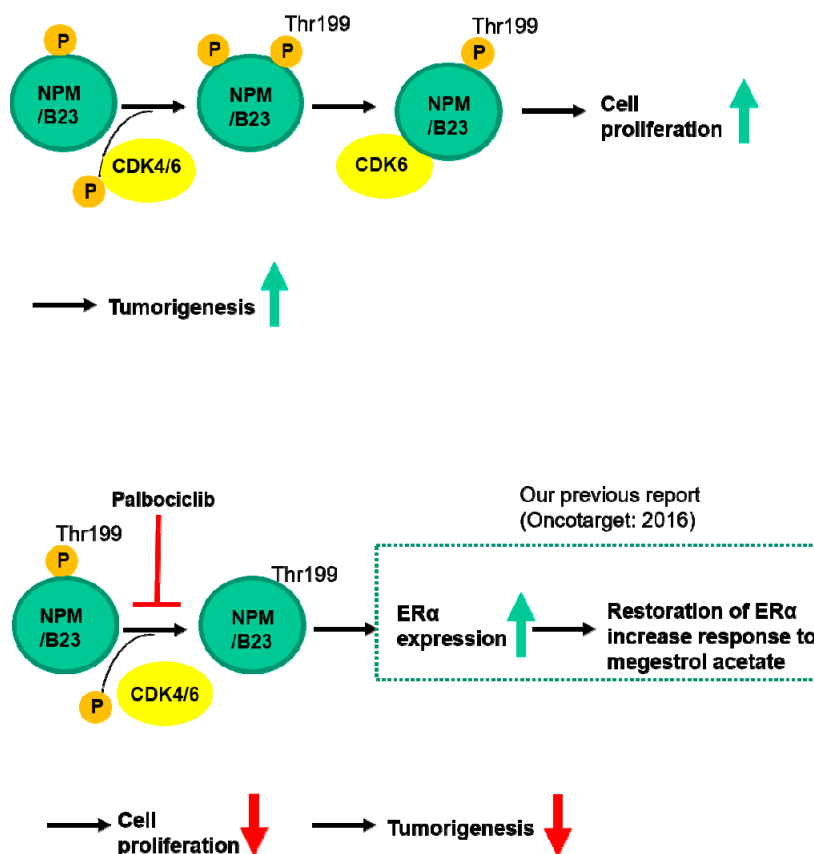 Thr199
Thr199
P
P
P
P
NPM
/B23
NPM
/B23
NPM
/B23
Cell
proliferation
CDK4/6
CDK6
P
Tumorigenesis
Palbociclib
Our previous report
(Oncotarget: 2016)
Thr199
P
Thr199
NPM
/B23
NPM
/B23
ERα
expression
Restoration of ERα
increase response to
megestrol acetate
CDK4/6
P
Cell
proliferation
Tumorigenesis